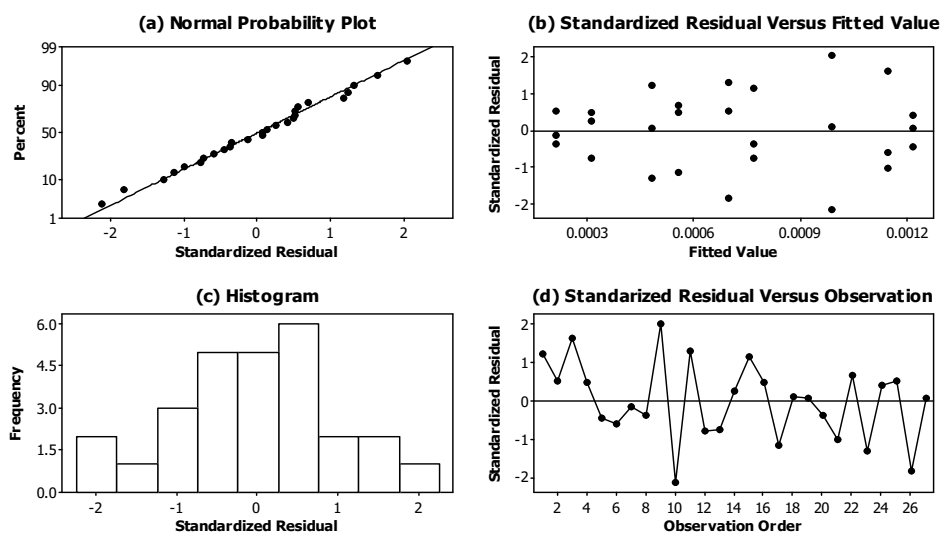 (a) Normal Probability Plot
99
90
50
10
1
Percent
-2 -1 0 1 2
Standardized Residual
(b) Standardized Residual Versus Fitted Value
2
1
0
-1
-2
Standardized Residual
0.0003 0.0006 0.0009 0.0012
Fitted Value
(c) Histogram
6.0
4.5
3.0
1.5
0.0
Frequency
-2 -1 0 1 2
Standardized Residual
(d) Standarized Residual Versus Observation
2
1
0
-1
-2
Standardized Residual
2 4 6 8 10 12 14 16 18 20 22 24 26
Observation Order